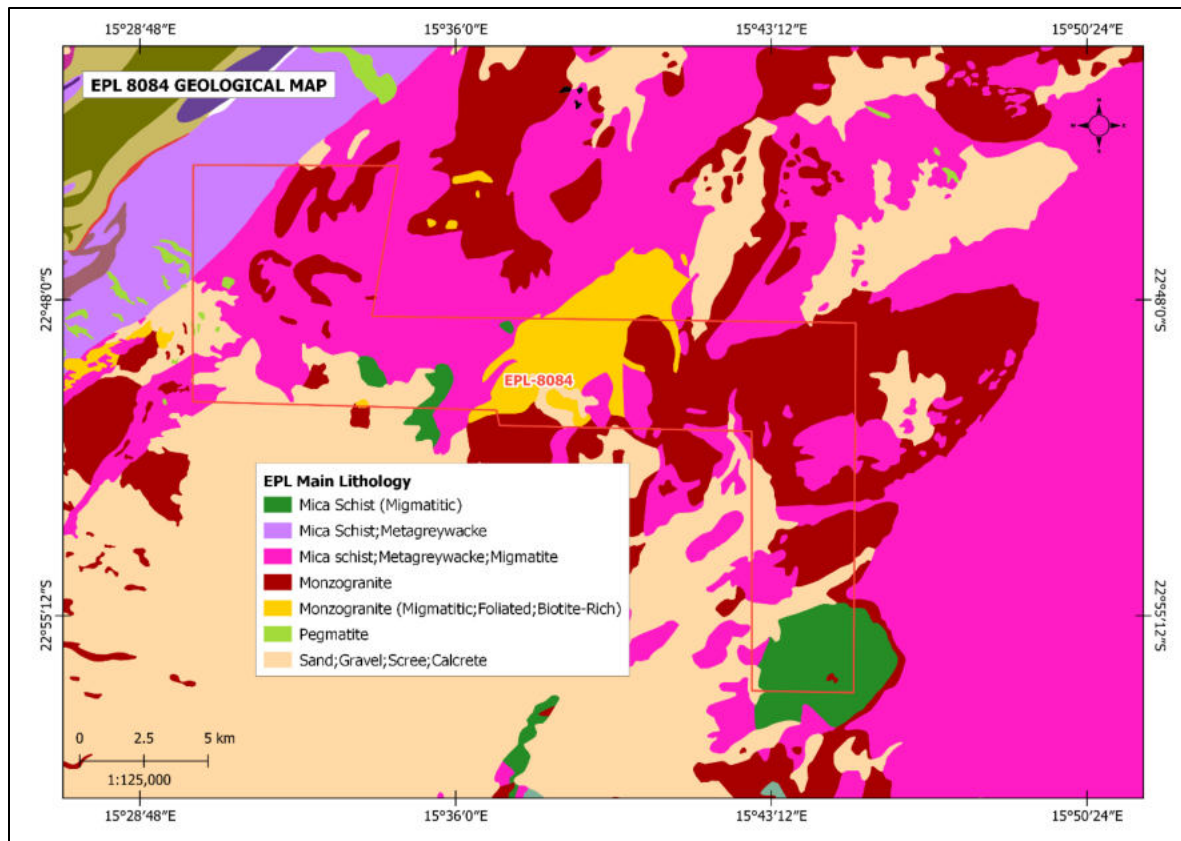 15°28′48″E 15°36′0″E 15°43′12″E 15°50′24″E
EPL 8084 GEOLOGICAL MAP
22°48′0″S 22°48′0″S
EPL-8084
EPL Main Lithology
Mica Schist (Migmatitic)
Mica Schist;Metagreywacke
Mica schist;Metagreywacke;Migmatite
Monzogranite
Monzogranite (Migmatitic;Foliated;Biotite-Rich)
Pegmatite
Sand;Gravel;Scree;Calcrete
22°55′12″S 22°55′12″S
0 2.5 5 km
1:125,000
15°28′48″E 15°36′0″E 15°43′12″E 15°50′24″E